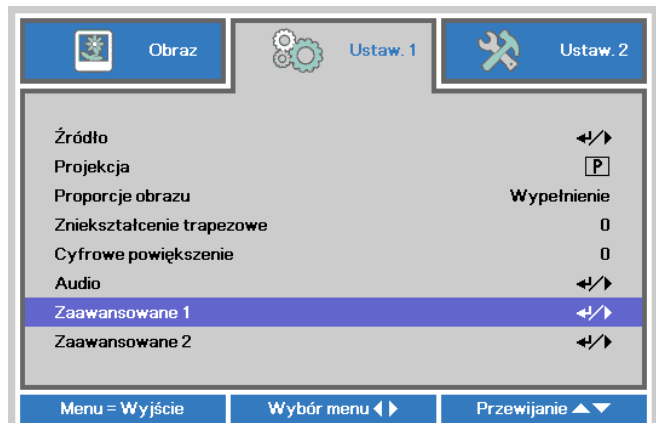 Obraz Ustaw. 1 Ustaw. 2
Źródło
Projekcja P
Proporcje obrazu Wypełnienie
Zniekształcenie trapezowe 0
Cyfrowe powiększenie 0
Audio
Zaawansowane 1
Zaawansowane 2
Menu = Wyjście Wybór menu Przewijanie